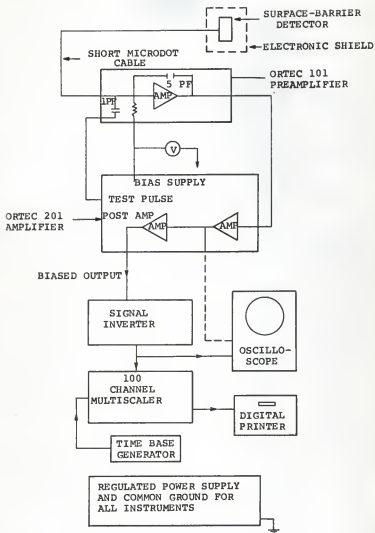 SURFACE-BARRIER
DETECTOR
ELECTRONIC SHIELD
SHORT MICRODOT
CABLE
5 PF
ORTEC 101
PREAMPLIFIER
AMP
1PF
V
BIAS SUPPLY
TEST PULSE
POST AMP
ORTEC 201
AMPLIFIER
AMP
AMP
BIASED OUTPUT
SIGNAL
INVERTER
OSCILLO-
SCOPE
100
CHANNEL
MULTISCALER
DIGITAL
PRINTER
TIME BASE
GENERATOR
REGULATED POWER SUPPLY
AND COMMON GROUND FOR
ALL INSTRUMENTS